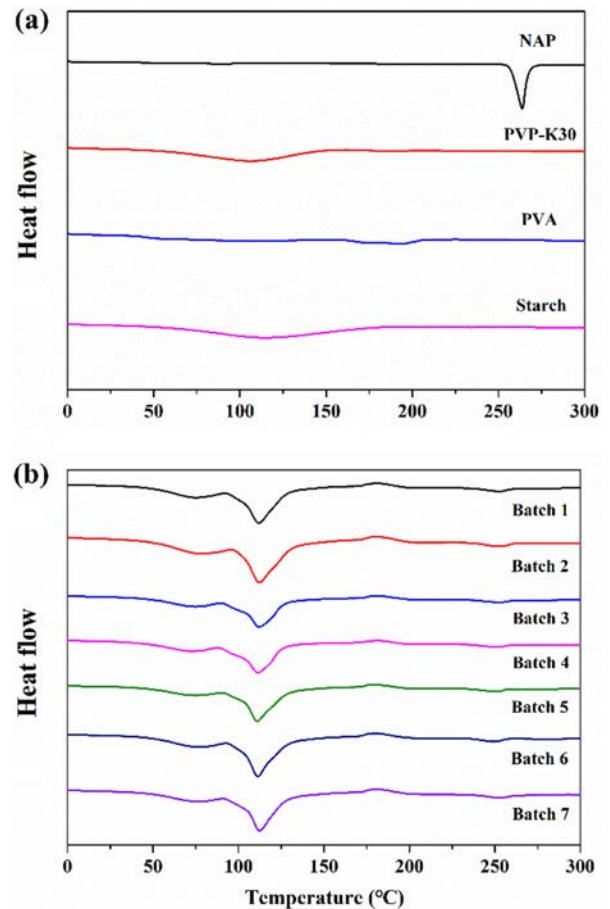 (a)
NAP
PVP-K30
PVA
Starch
Heat flow
0 50 100 150 200 250 300
(b)
Batch 1
Batch 2
Batch 3
Batch 4
Batch 5
Batch 6
Batch 7
Heat flow
0 50 100 150 200 250 300
Temperature (°C)